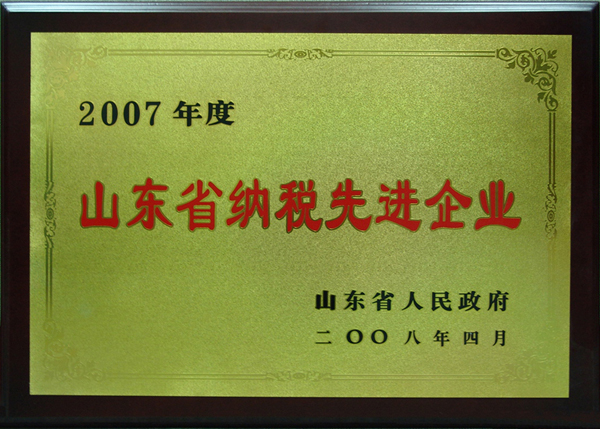 2007年度
山东省纳税先进企业
山东省人民政府
二〇〇八年四月